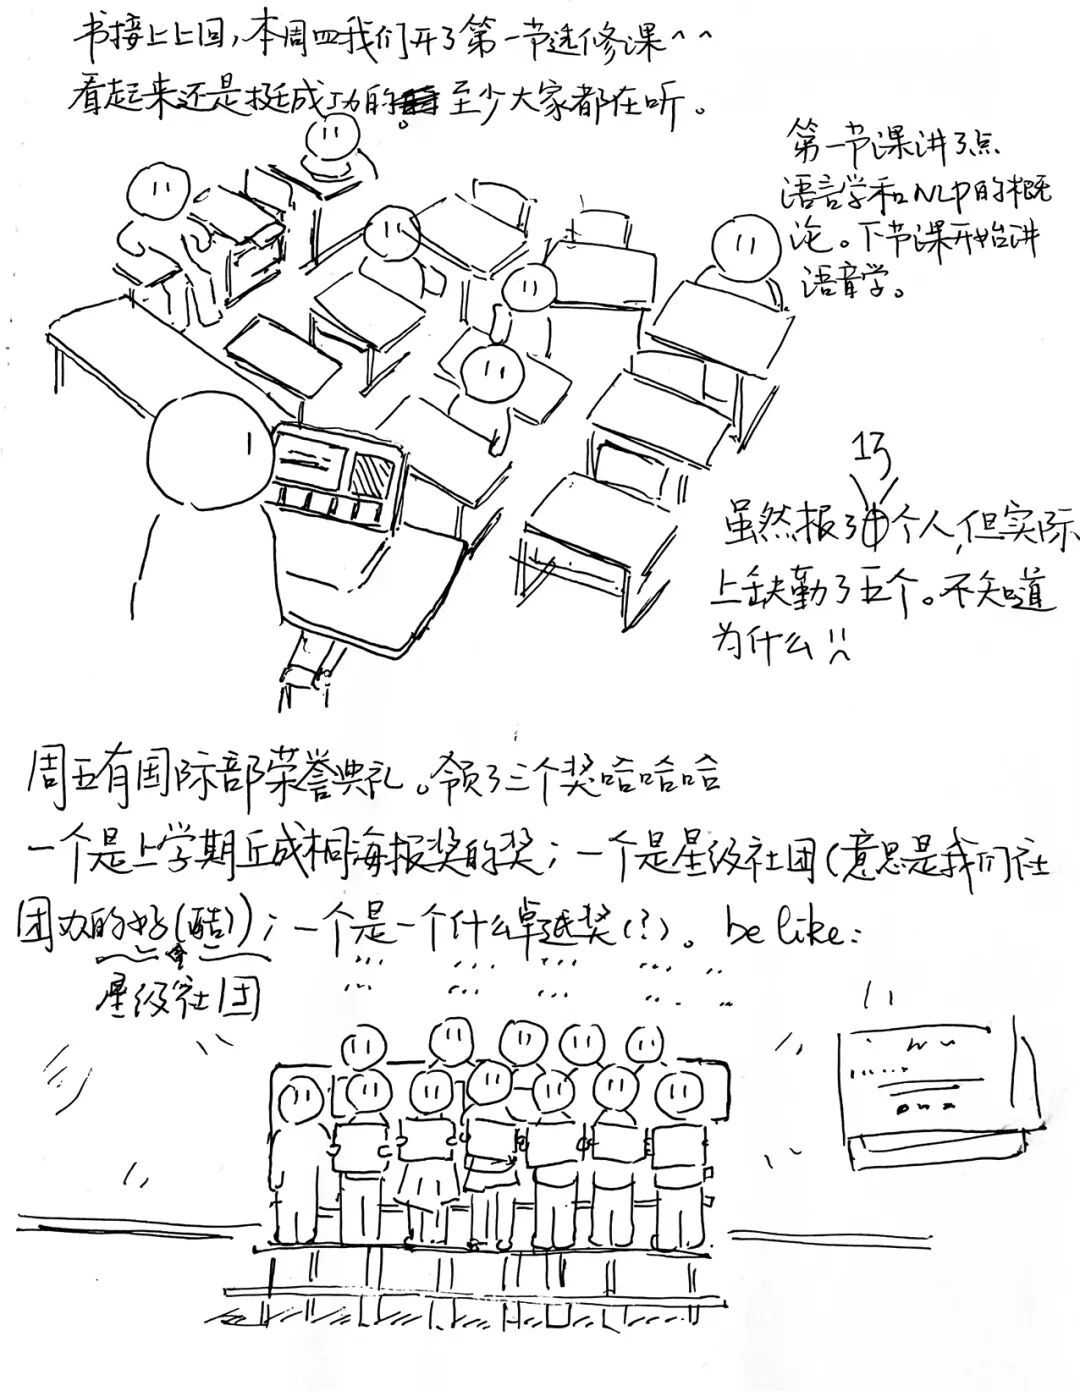 书接上上回，本周四我们开了第一节选修课^^
看起来还是挺成功的。至少大家都在听。
第一节课讲了点
语言学和NLP的概
论。下节课开始讲
语音学。
13
虽然报了个人，但实际
上缺勤了五个。不知道
为什么
周五有国际部荣誉典礼。领了三个奖哈哈哈哈
一个是上学期丘成桐海报奖的奖；一个是星级社团（意思是我们社
团办的好（酷））；一个是一个什么卓越奖（？）。be like：
星级社团